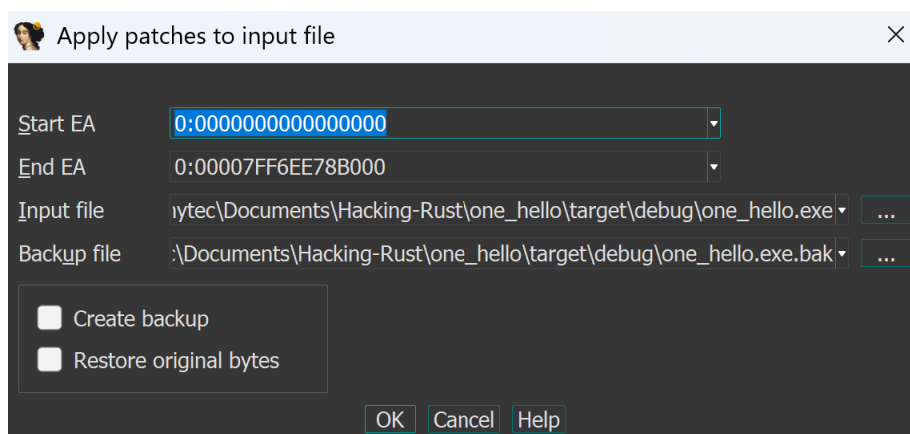 Apply patches to input file
Start EA 0:0000000000000000
End EA 0:00007FF6EE78B000
Input file ıytec\Documents\Hacking-Rust\one_hello\target\debug\one_hello.exe ...
Backup file :\Documents\Hacking-Rust\one_hello\target\debug\one_hello.exe.bak ...
Create backup
Restore original bytes
OK Cancel Help